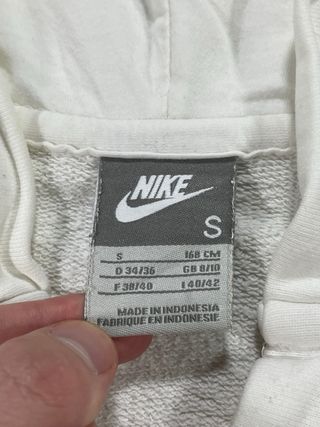 NIKE
S
S 168 CM
D 34/36 GB 8/10
F 38/40 I 40/42
MADE IN INDONESIA
FABRIQUE EN INDONESIE